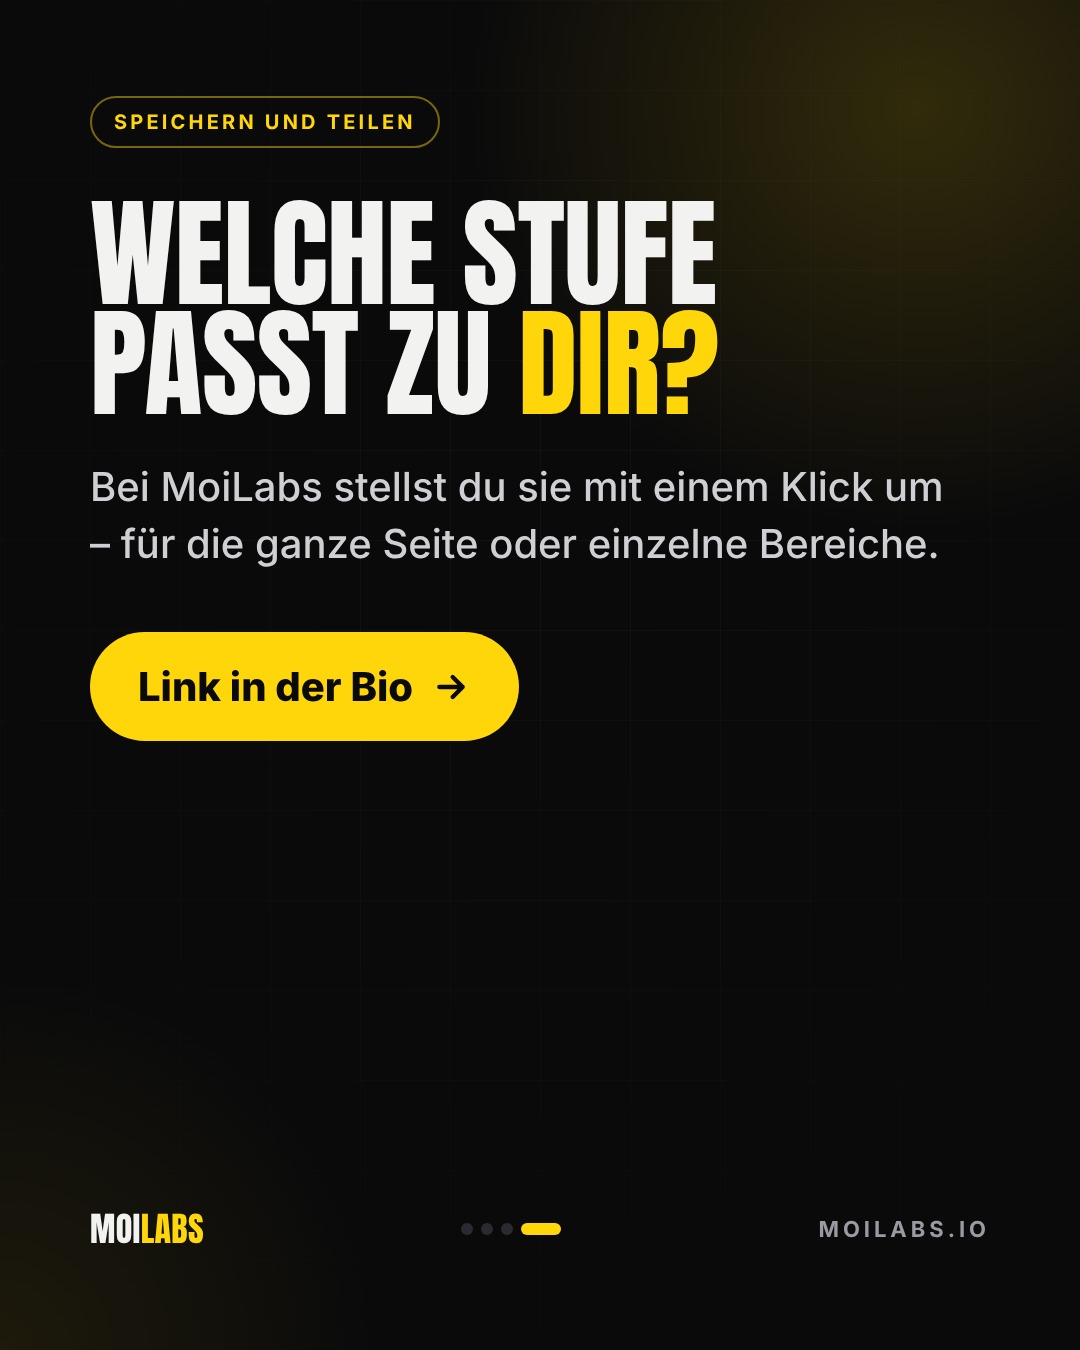 SPEICHERN UND TEILEN
WELCHE STUFE
PASST ZU DIR?
Bei MoiLabs stellst du sie mit einem Klick um
– für die ganze Seite oder einzelne Bereiche.
Link in der Bio →
MOILABS
MOILABS.IO